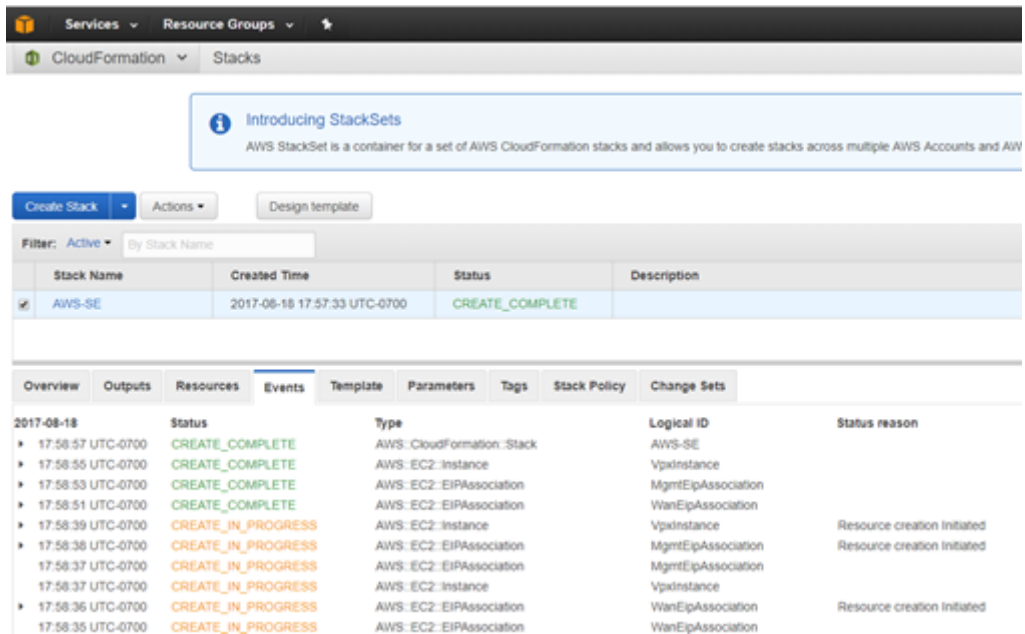 Services Resource Groups
CloudFormation Stacks
Introducing StackSets
AWS StackSet is a container for a set of AWS CloudFormation stacks and allows you to create stacks across multiple AWS Accounts and AW
Create Stack Actions Design template
Filter: Active By Stack Name
Stack Name Created Time Status Description
AWS-SE 2017-08-18 17:57:33 UTC-0700 CREATE_COMPLETE
Overview Outputs Resources Events Template Parameters Tags Stack Policy Change Sets
2017-08-18 Status Type Logical ID Status reason
17:58:57 UTC-0700 CREATE_COMPLETE AWS::CloudFormation::Stack AWS-SE
17:58:55 UTC-0700 CREATE_COMPLETE AWS::EC2::Instance VpxInstance
17:58:53 UTC-0700 CREATE_COMPLETE AWS::EC2::EIPAssociation MgmtEipAssociation
17:58:51 UTC-0700 CREATE_COMPLETE AWS::EC2::EIPAssociation WanEipAssociation
17:58:39 UTC-0700 CREATE_IN_PROGRESS AWS::EC2::Instance VpxInstance Resource creation Initiated
17:58:38 UTC-0700 CREATE_IN_PROGRESS AWS::EC2::EIPAssociation MgmtEipAssociation Resource creation Initiated
17:58:37 UTC-0700 CREATE_IN_PROGRESS AWS::EC2::EIPAssociation MgmtEipAssociation
17:58:37 UTC-0700 CREATE_IN_PROGRESS AWS::EC2::Instance VpxInstance
17:58:36 UTC-0700 CREATE_IN_PROGRESS AWS::EC2::EIPAssociation WanEipAssociation Resource creation Initiated
17:58:35 UTC-0700 CREATE_IN_PROGRESS AWS::EC2::EIPAssociation WanEipAssociation